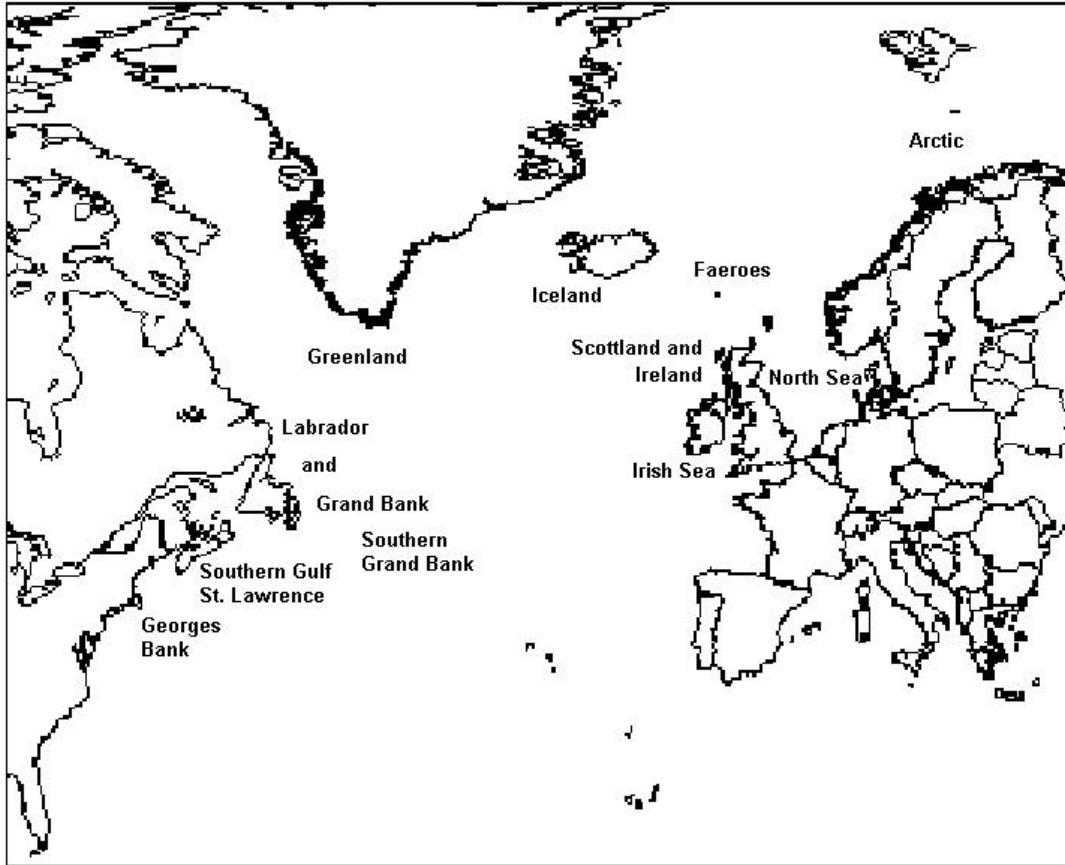 Arctic
Faeroes
Iceland
Greenland
Scottland and
Ireland
North Sea
Labrador
and
Grand Bank
Irish Sea
Southern
Grand Bank
Southern Gulf
St. Lawrence
Georges
Bank